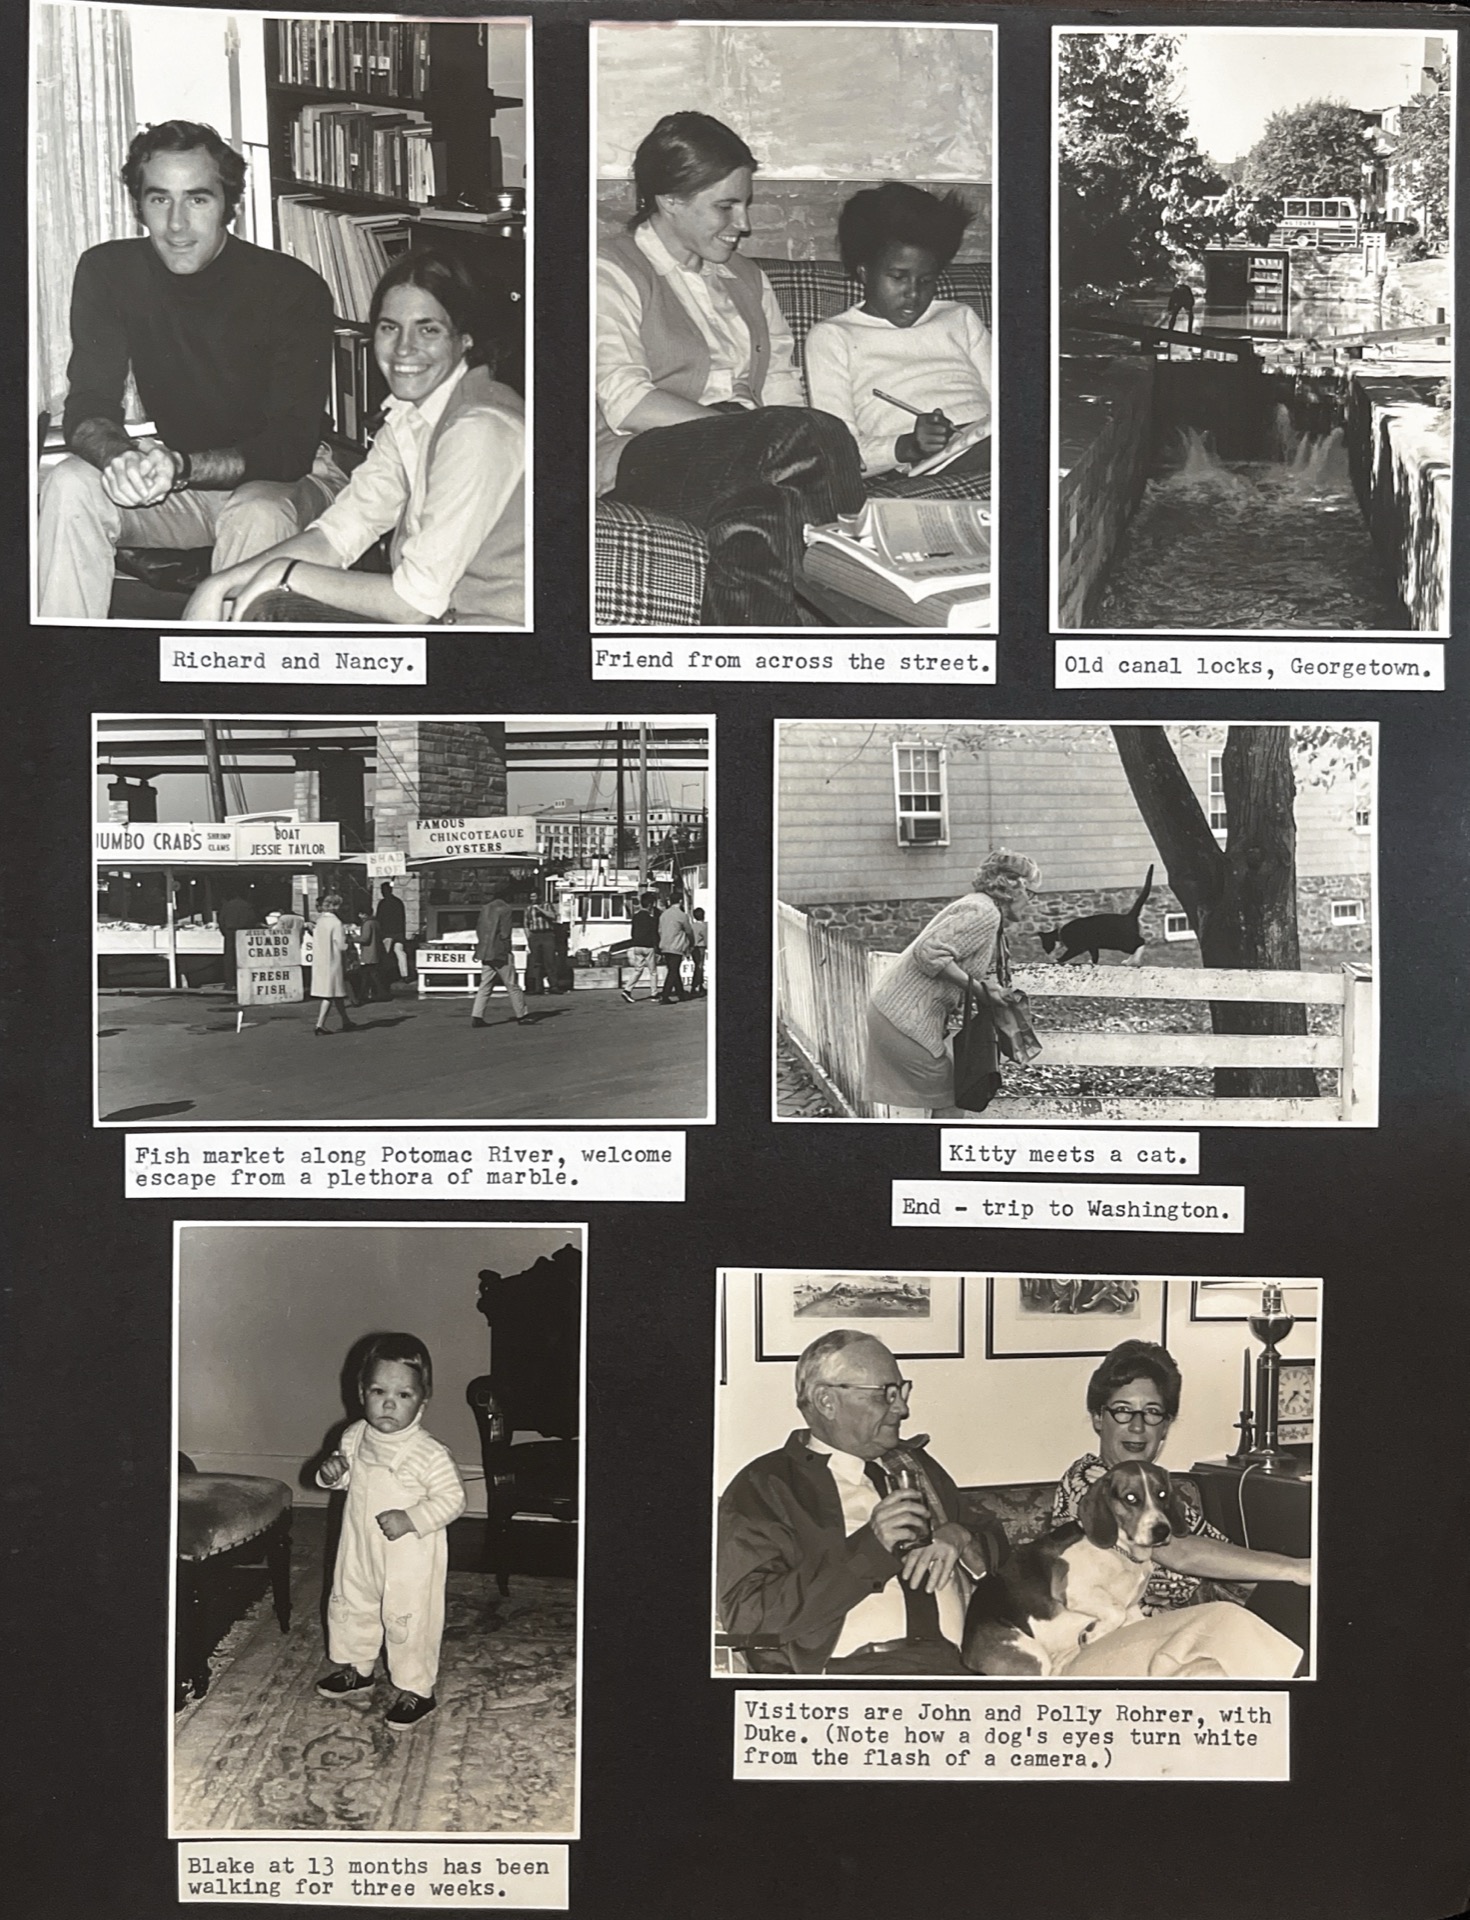 Richard and Nancy.
Friend from across the street.
Old canal locks, Georgetown.
JUMBO CRABS
SHRIMP
CLAMS
BOAT
JESSIE TAYLOR
SHAD
ROE
FAMOUS
CHINCOTEAGUE
OYSTERS
JESSIE TAYLOR
JUMBO
CRABS
FRESH
FISH
FRESH
Fish market along Potomac River, welcome
escape from a plethora of marble.
Kitty meets a cat.
End - trip to Washington.
Blake at 13 months has been
walking for three weeks.
Visitors are John and Polly Rohrer, with
Duke. (Note how a dog's eyes turn white
from the flash of a camera.)